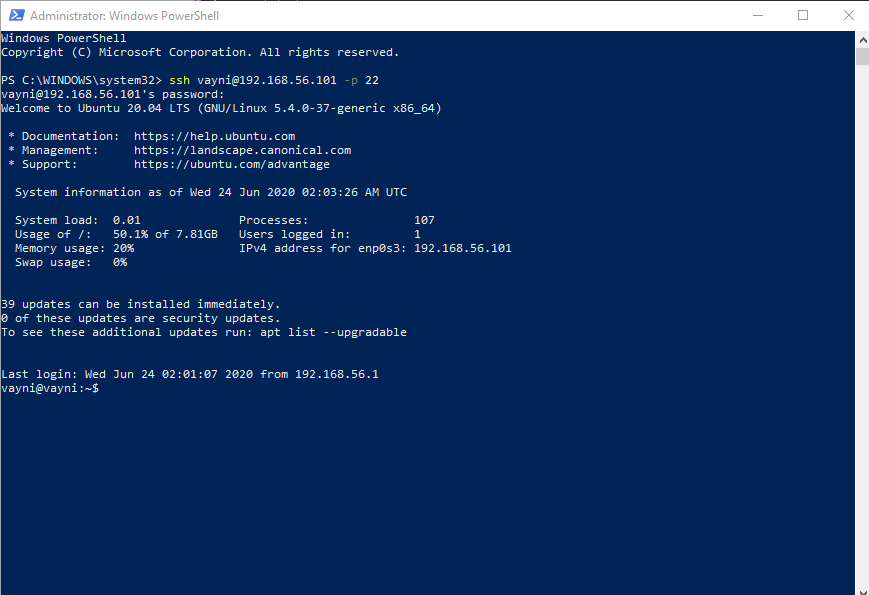 Administrator: Windows PowerShell
Windows PowerShell
Copyright (C) Microsoft Corporation. All rights reserved.
PS C:\WINDOWS\system32> ssh vayni@192.168.56.101 -p 22
vayni@192.168.56.101's password:
Welcome to Ubuntu 20.04 LTS (GNU/Linux 5.4.0-37-generic x86_64)
* Documentation:  https://help.ubuntu.com
* Management:     https://landscape.canonical.com
* Support:        https://ubuntu.com/advantage
System information as of Wed 24 Jun 2020 02:03:26 AM UTC
System load:  0.01              Processes:               107
Usage of /:   50.1% of 7.81GB   Users logged in:         1
Memory usage: 20%               IPv4 address for enp0s3: 192.168.56.101
Swap usage:   0%
39 updates can be installed immediately.
0 of these updates are security updates.
To see these additional updates run: apt list --upgradable
Last login: Wed Jun 24 02:01:07 2020 from 192.168.56.1
vayni@vayni:~$